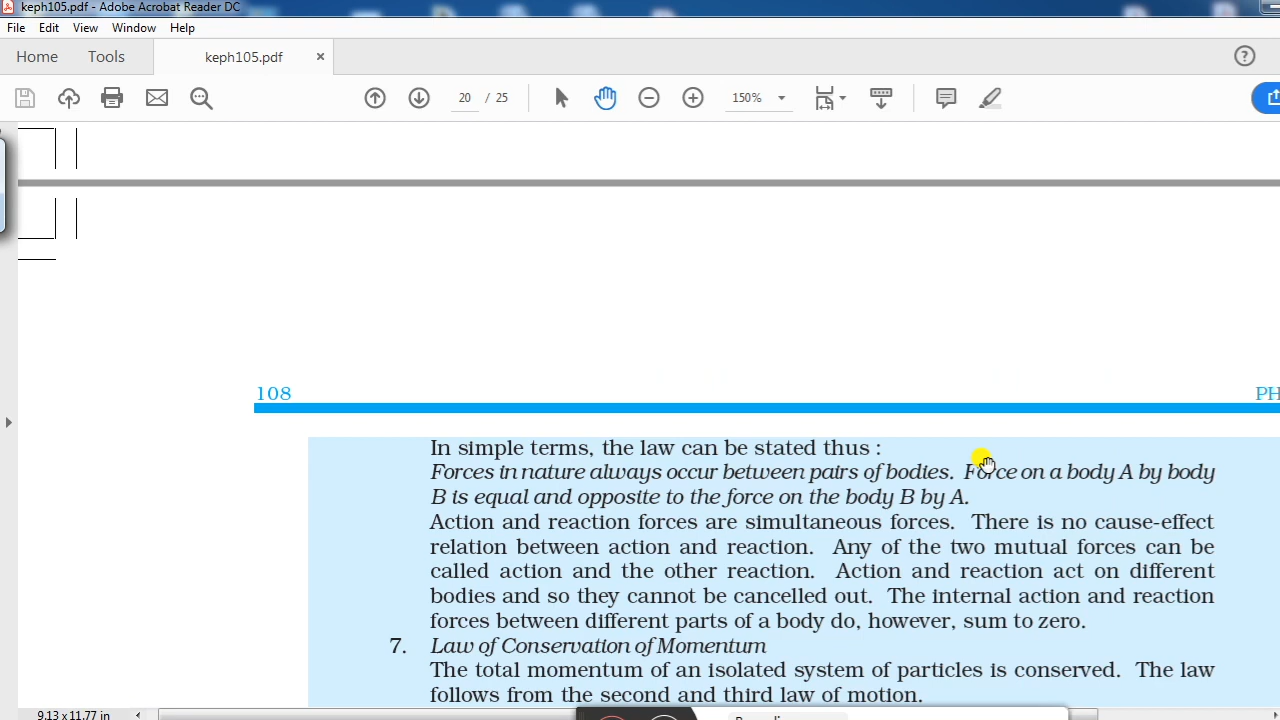 keph105.pdf - Adobe Acrobat Reader DC
File Edit View Window Help
Home Tools keph105.pdf ×
20 / 25 150%
108 PH
In simple terms, the law can be stated thus :
Forces in nature always occur between pairs of bodies. Force on a body A by body
B is equal and opposite to the force on the body B by A.
Action and reaction forces are simultaneous forces. There is no cause-effect
relation between action and reaction. Any of the two mutual forces can be
called action and the other reaction. Action and reaction act on different
bodies and so they cannot be cancelled out. The internal action and reaction
forces between different parts of a body do, however, sum to zero.
7. Law of Conservation of Momentum
The total momentum of an isolated system of particles is conserved. The law
follows from the second and third law of motion.
9.13 x 11.77 in